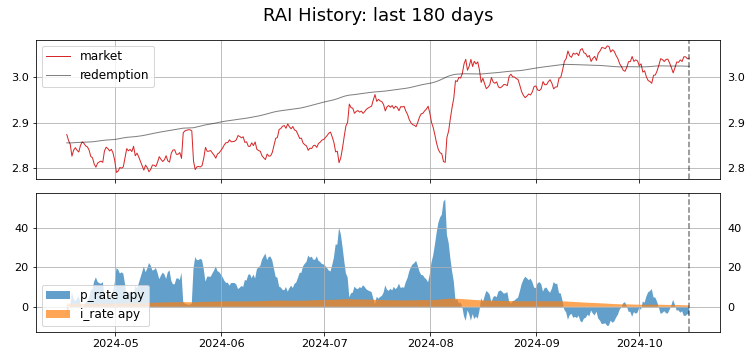 RAI History: last 180 days
market
redemption
3.0 3.0
2.9 2.9
2.8 2.8
p_rate apy
i_rate apy
40 40
20 20
0 0
2024-05 2024-06 2024-07 2024-08 2024-09 2024-10